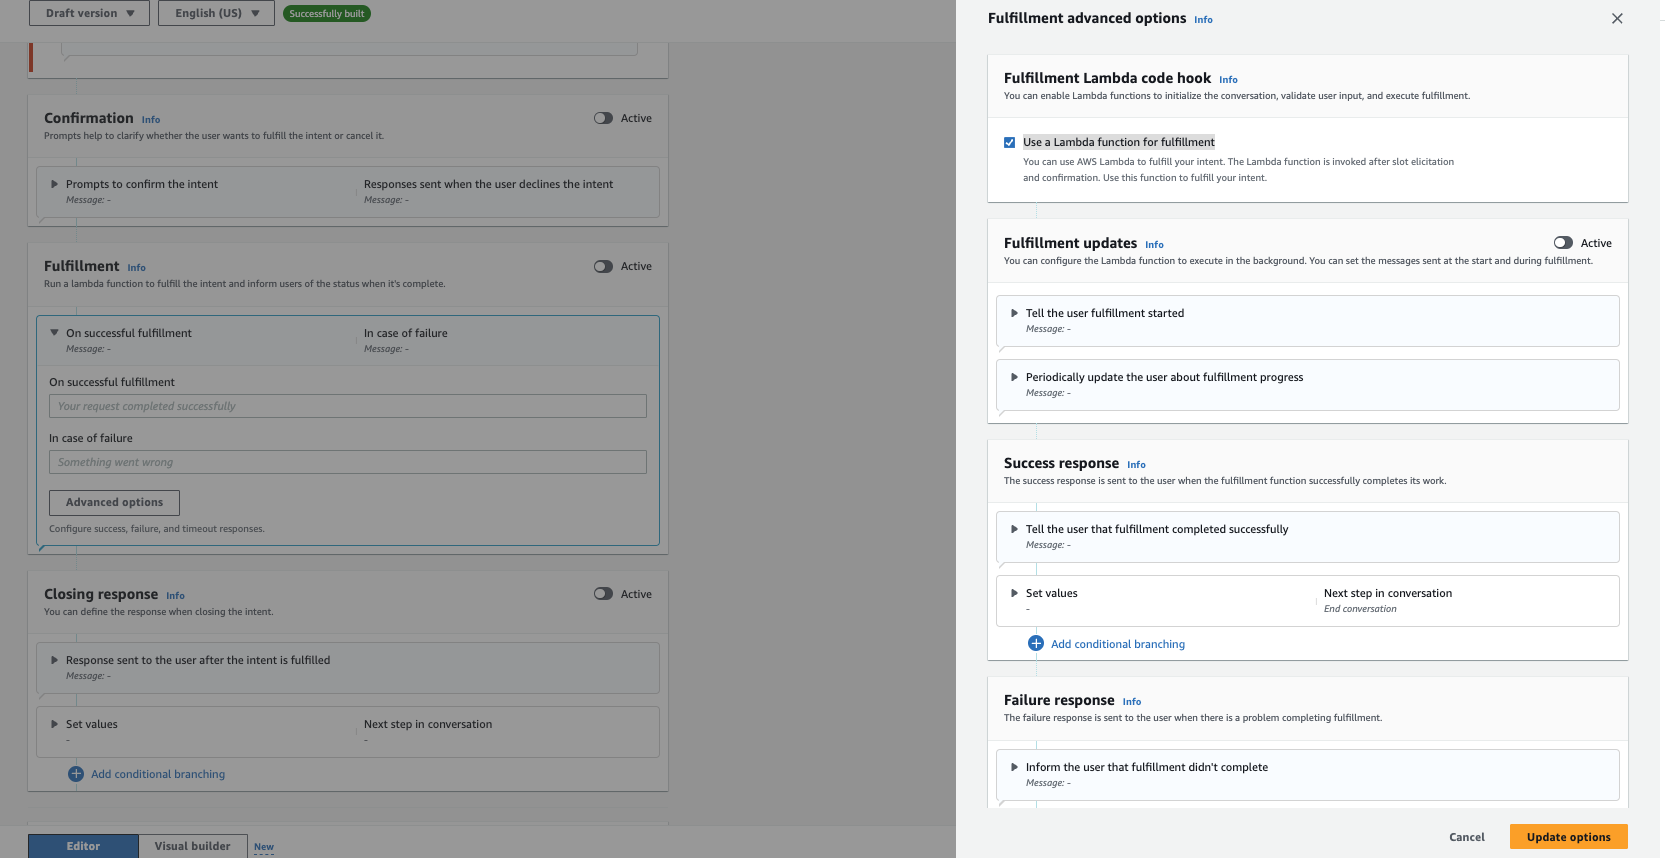 Draft version
English (US)
Successfully built
Confirmation Info
Active
Prompts help to clarify whether the user wants to fulfill the intent or cancel it.
Prompts to confirm the intent
Message: -
Responses sent when the user declines the intent
Message: -
Fulfillment Info
Active
Run a lambda function to fulfill the intent and inform users of the status when it's complete.
On successful fulfillment
Message: -
In case of failure
Message: -
On successful fulfillment
Your request completed successfully
In case of failure
Something went wrong
Advanced options
Configure success, failure, and timeout responses.
Closing response Info
Active
You can define the response when closing the intent.
Response sent to the user after the intent is fulfilled
Message: -
Set values
-
Next step in conversation
-
Add conditional branching
Editor
Visual builder
New
Fulfillment advanced options Info
Fulfillment Lambda code hook Info
You can enable Lambda functions to initialize the conversation, validate user input, and execute fulfillment.
Use a Lambda function for fulfillment
You can use AWS Lambda to fulfill your intent. The Lambda function is invoked after slot elicitation
and confirmation. Use this function to fulfill your intent.
Fulfillment updates Info
Active
You can configure the Lambda function to execute in the background. You can set the messages sent at the start and during fulfillment.
Tell the user fulfillment started
Message: -
Periodically update the user about fulfillment progress
Message: -
Success response Info
The success response is sent to the user when the fulfillment function successfully completes its work.
Tell the user that fulfillment completed successfully
Message: -
Set values
-
Next step in conversation
End conversation
Add conditional branching
Failure response Info
The failure response is sent to the user when there is a problem completing fulfillment.
Inform the user that fulfillment didn't complete
Message: -
Cancel
Update options